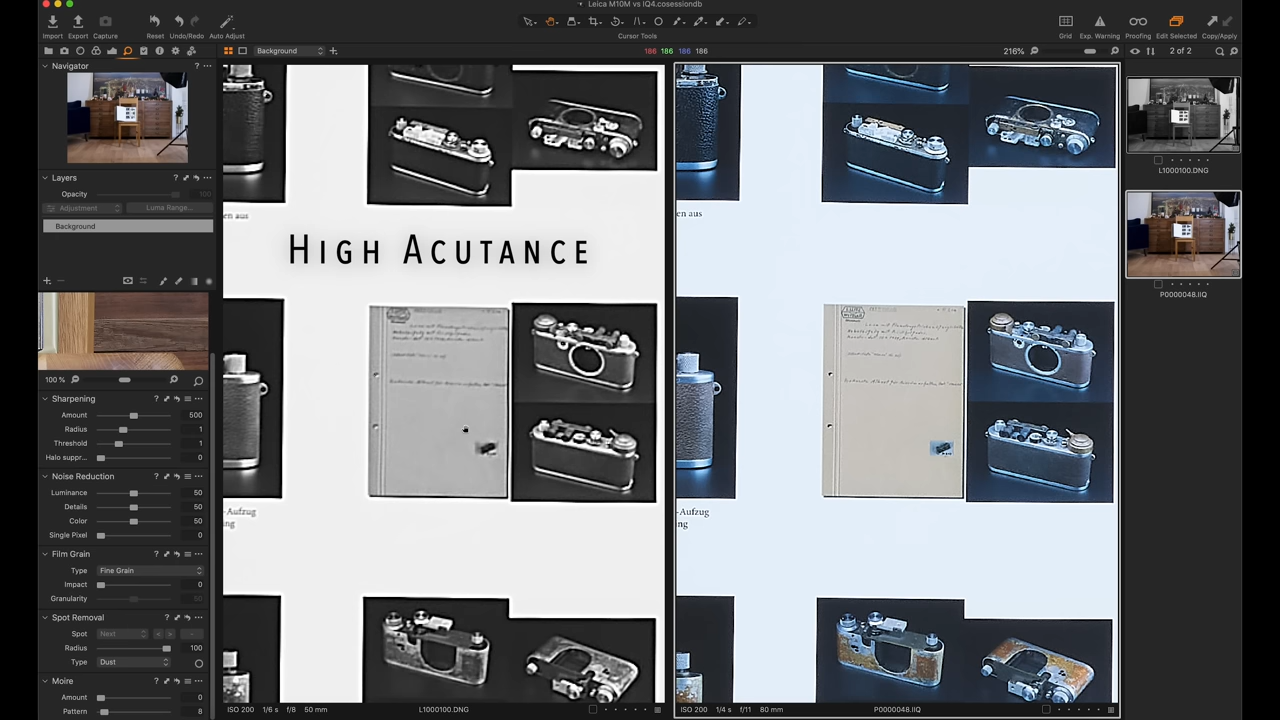 Leica M10M vs IQ4.cosessiondb
Import Export Capture Reset Undo/Redo Auto Adjust Cursor Tools Grid Exp. Warning Proofing Edit Selected Copy/Apply
Background 186 186 186 186 216% 2 of 2
Navigator ? ...
Layers ? ...
Opacity 100
Adjustment Luma Range...
Background
100 %
Sharpening ? ...
Amount 500
Radius 1
Threshold 1
Halo suppr... 0
Noise Reduction ? ...
Luminance 50
Details 50
Color 50
Single Pixel 0
Film Grain ? ...
Type Fine Grain
Impact 0
Granularity 50
Spot Removal ? ...
Spot Next
Radius 100
Type Dust
Moire ? ...
Amount 0
Pattern 8
en aus
HIGH ACUTANCE
-Aufzug
ng
ISO 200 1/6 s f/8 50 mm L1000100.DNG
en aus
-Aufzug
ng
ISO 200 1/4 s f/11 80 mm P0000048.IIQ
L1000100.DNG
P0000048.IIQ